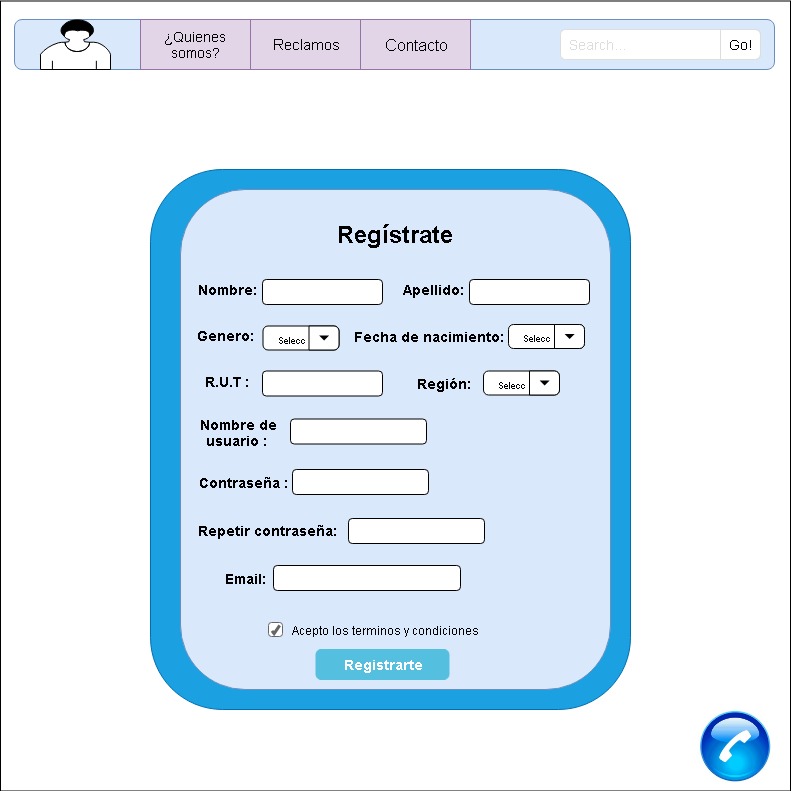 ¿Quienes
somos?
Reclamos
Contacto
Search...
Go!
Regístrate
Nombre:
Apellido:
Genero:
Selecc
Fecha de nacimiento:
Selecc
R.U.T :
Región:
Selecc
Nombre de
usuario :
Contraseña :
Repetir contraseña:
Email:
Acepto los terminos y condiciones
Registrarte